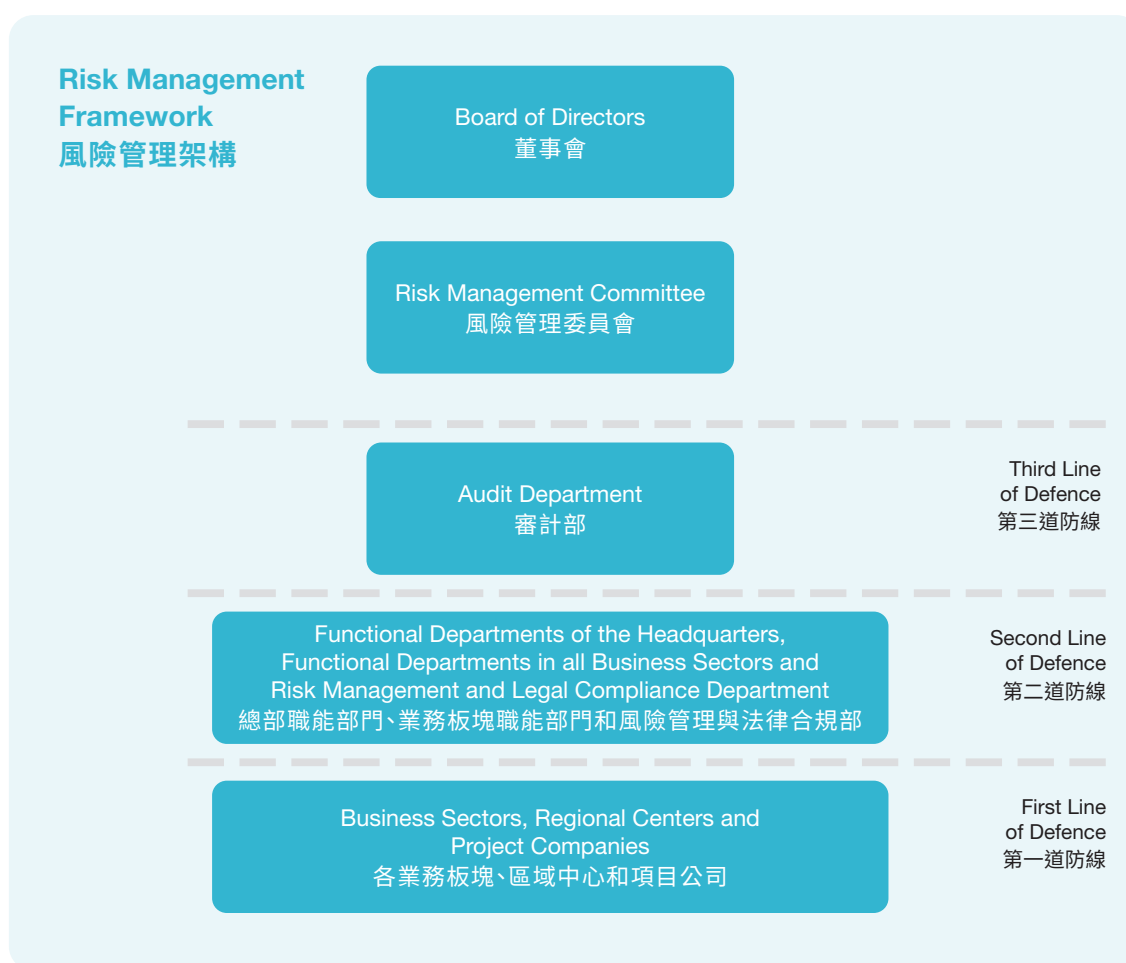 Risk Management
Framework
風險管理架構
Board of Directors
董事會
Risk Management Committee
風險管理委員會
Audit Department
審計部
Third Line
of Defence
第三道防線
Functional Departments of the Headquarters,
Functional Departments in all Business Sectors and
Risk Management and Legal Compliance Department
總部職能部門、業務板塊職能部門和風險管理與法律合規部
Second Line
of Defence
第二道防線
Business Sectors, Regional Centers and
Project Companies
各業務板塊、區域中心和項目公司
First Line
of Defence
第一道防線